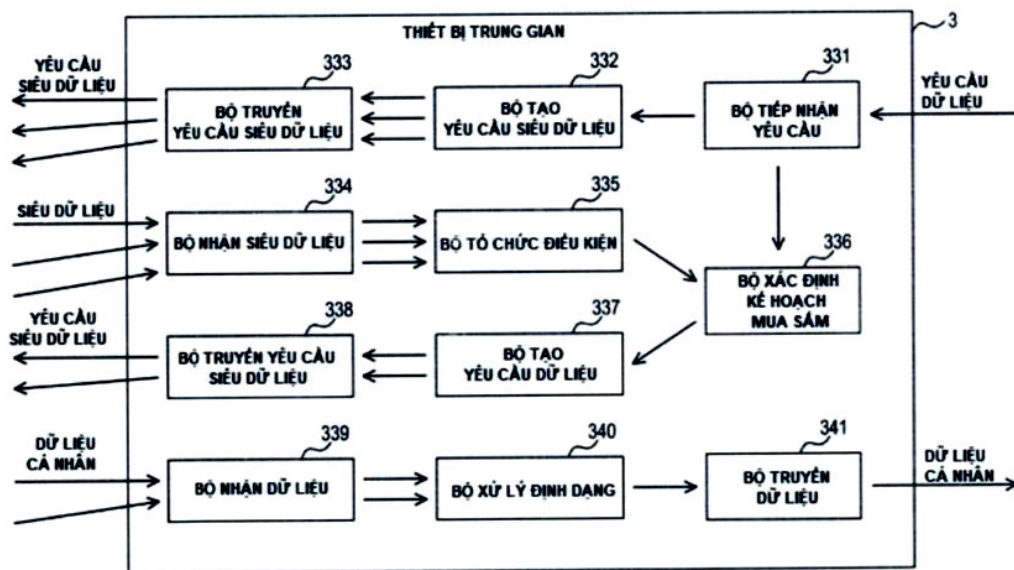 THIẾT BỊ TRUNG GIAN
3
YÊU CẦU
SIÊU DỮ LIỆU
333
BỘ TRUYỀN
YÊU CẦU SIÊU DỮ LIỆU
332
BỘ TẠO
YÊU CẦU SIÊU DỮ LIỆU
331
BỘ TIẾP NHẬN
YÊU CẦU
YÊU CẦU
DỮ LIỆU
SIÊU DỮ LIỆU
334
BỘ NHẬN SIÊU DỮ LIỆU
335
BỘ TỔ CHỨC ĐIỀU KIỆN
336
BỘ XÁC ĐỊNH
KẾ HOẠCH
MUA SẮM
YÊU CẦU
SIÊU DỮ LIỆU
338
BỘ TRUYỀN YÊU CẦU
SIÊU DỮ LIỆU
337
BỘ TẠO
YÊU CẦU DỮ LIỆU
DỮ LIỆU
CÁ NHÂN
339
BỘ NHẬN DỮ LIỆU
340
BỘ XỬ LÝ ĐỊNH DẠNG
341
BỘ TRUYỀN
DỮ LIỆU
DỮ LIỆU
CÁ NHÂN